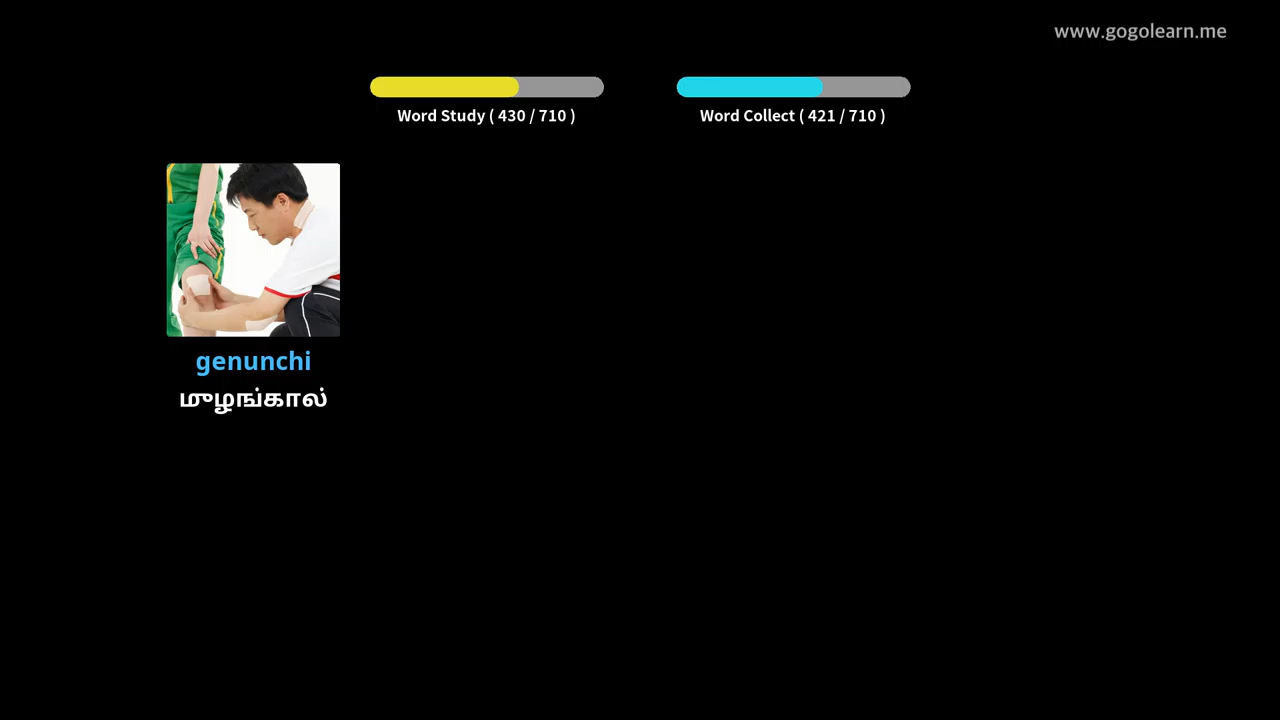 www.gogolearn.me
Word Study ( 430 / 710 )
Word Collect ( 421 / 710 )
genunchi
முழங்கால்